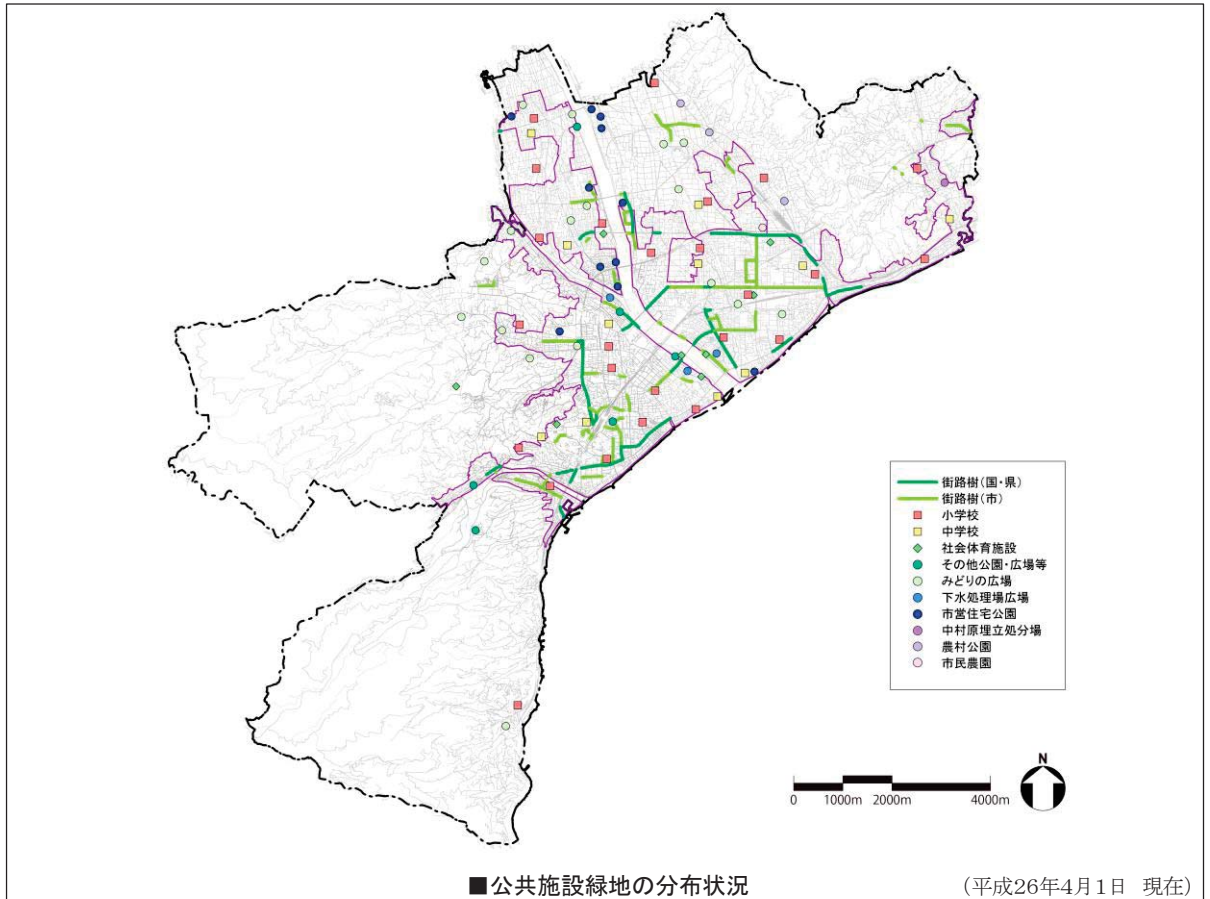 街路樹(国・県)
街路樹(市)
小学校
中学校
社会体育施設
その他公園・広場等
みどりの広場
下水処理場広場
市営住宅公園
中村原埋立処分場
農村公園
市民農園
N
0 1000m 2000m 4000m
■公共施設緑地の分布状況 (平成26年4月1日 現在)